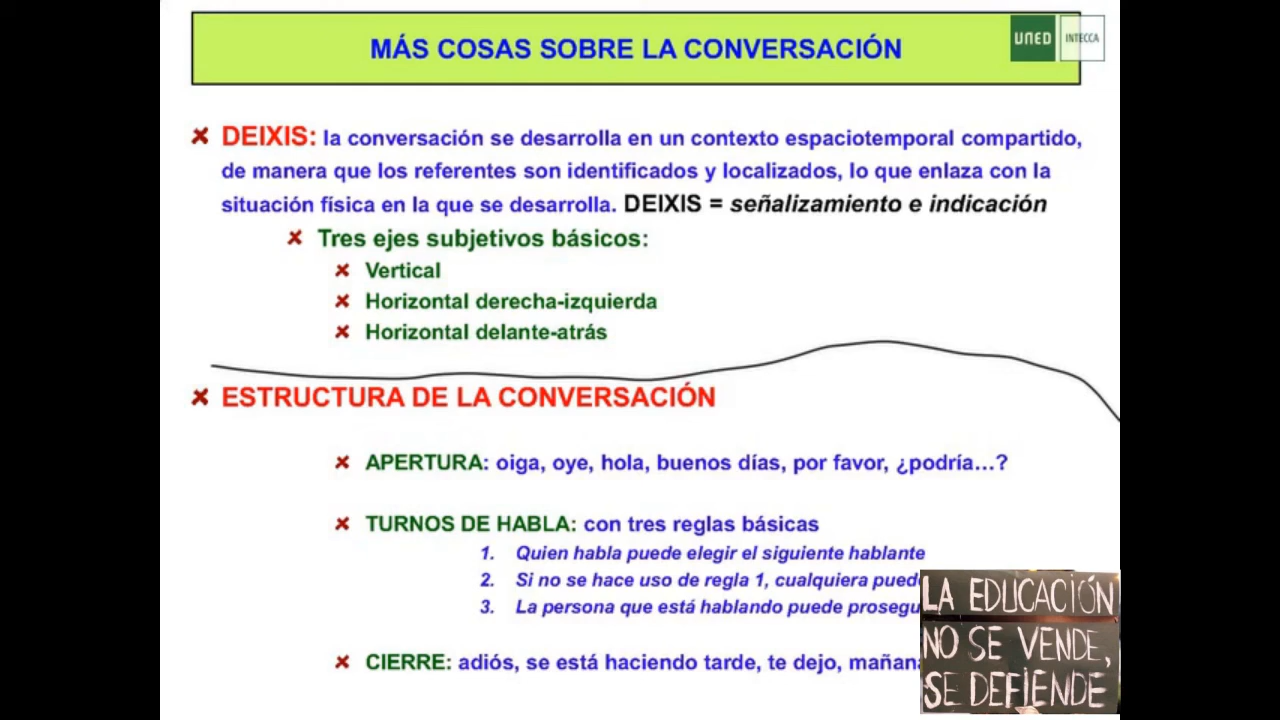 MÁS COSAS SOBRE LA CONVERSACIÓN
UNED INTECCA
DEIXIS: la conversación se desarrolla en un contexto espaciotemporal compartido,
de manera que los referentes son identificados y localizados, lo que enlaza con la
situación física en la que se desarrolla. DEIXIS = señalizamiento e indicación
Tres ejes subjetivos básicos:
Vertical
Horizontal derecha-izquierda
Horizontal delante-atrás
ESTRUCTURA DE LA CONVERSACIÓN
APERTURA: oiga, oye, hola, buenos días, por favor, ¿podría…?
TURNOS DE HABLA: con tres reglas básicas
1. Quien habla puede elegir el siguiente hablante
2. Si no se hace uso de regla 1, cualquiera
3. La persona que está hablando puede
CIERRE: adiós, se está haciendo tarde, te dejo,
LA EDUCACIÓN
NO SE VENDE,
SE DEFIENDE